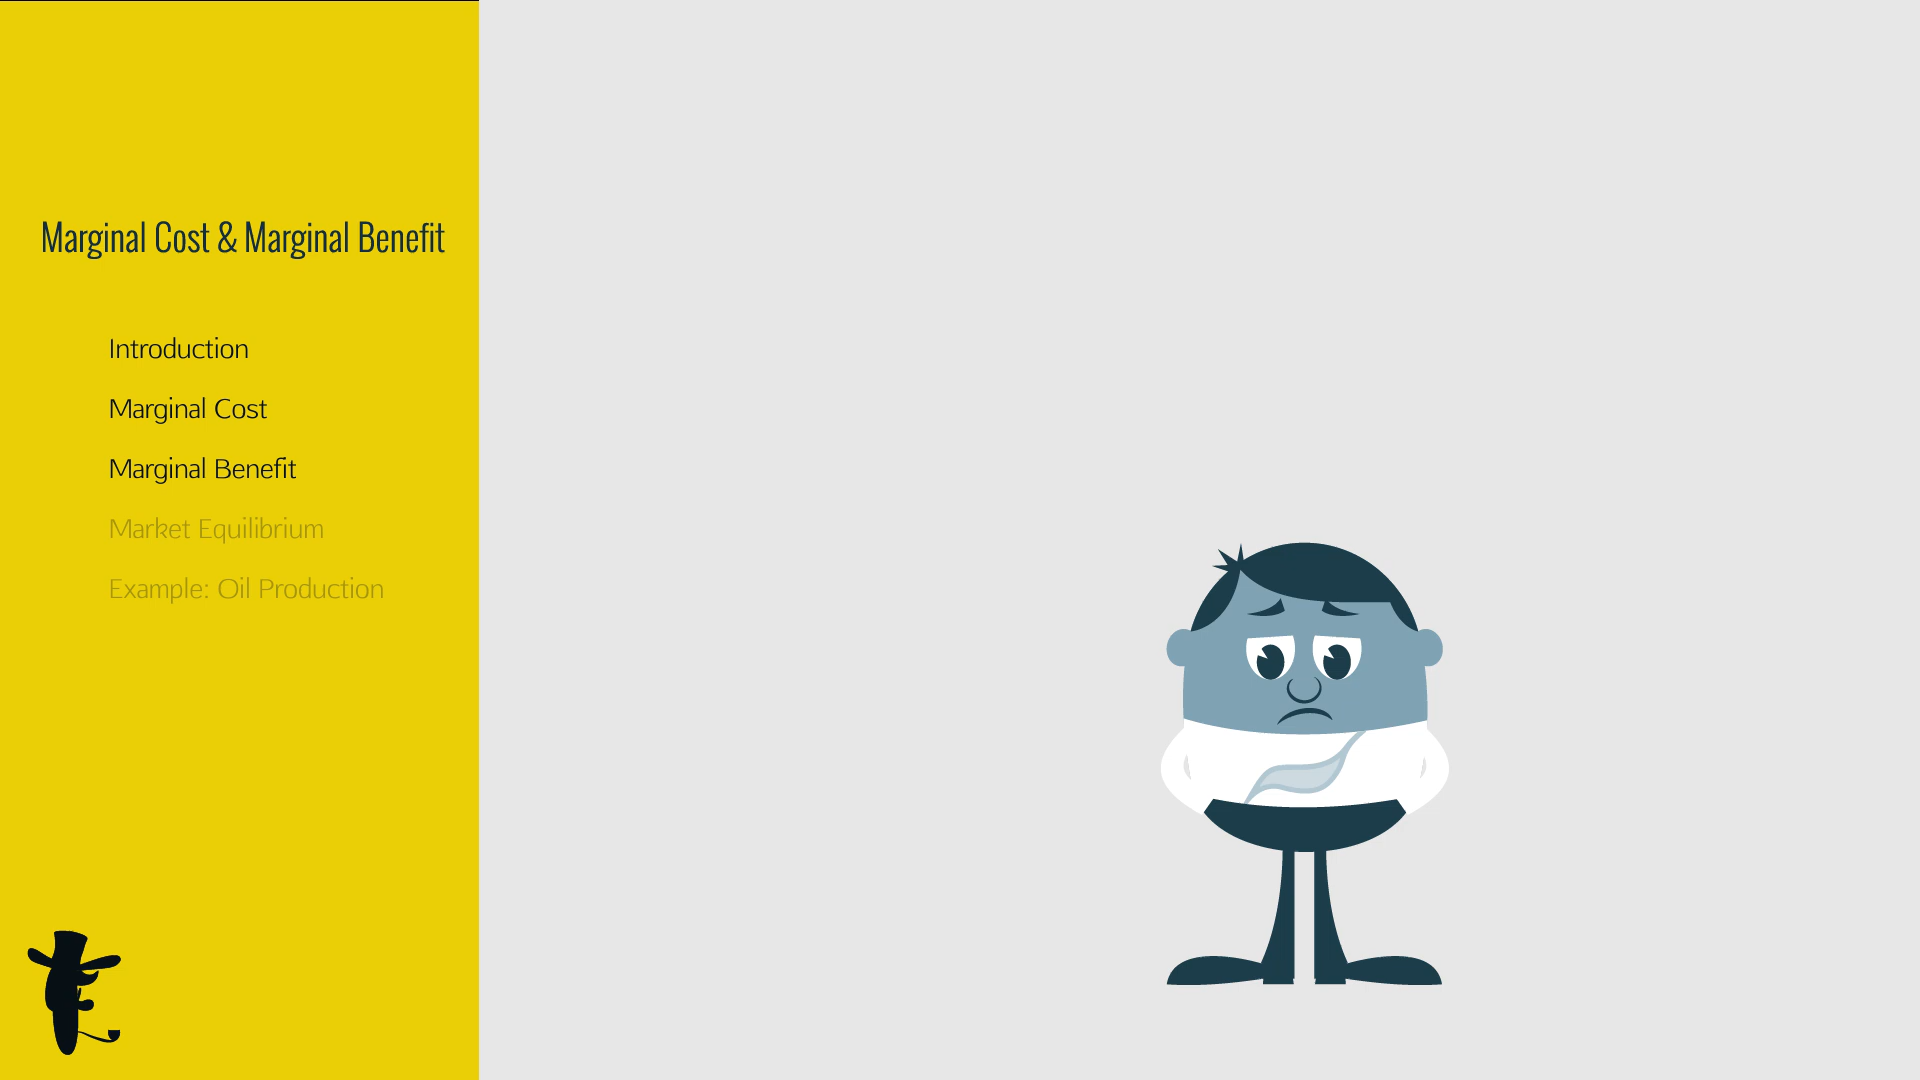 Marginal Cost & Marginal Benefit
Introduction
Marginal Cost
Marginal Benefit
Market Equilibrium
Example: Oil Production